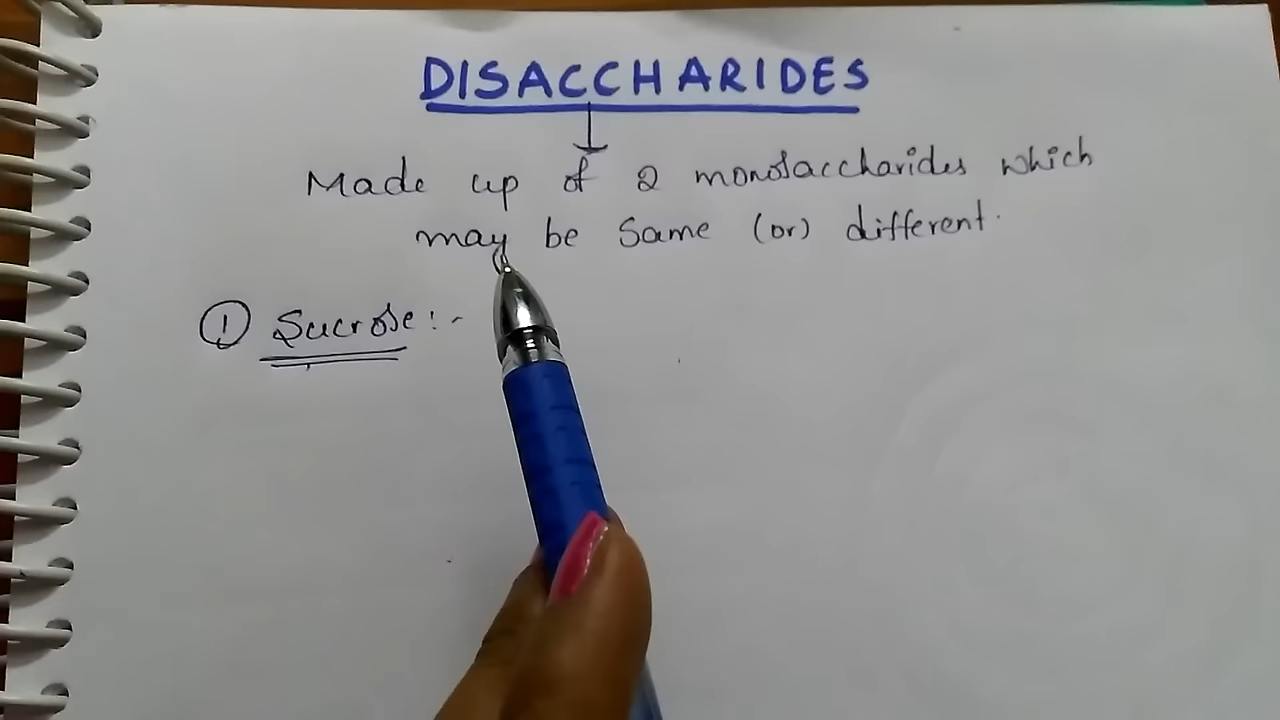 DISACCHARIDES
Made up of 2 monosaccharides which
may be Same (or) different.
① Sucrose:-